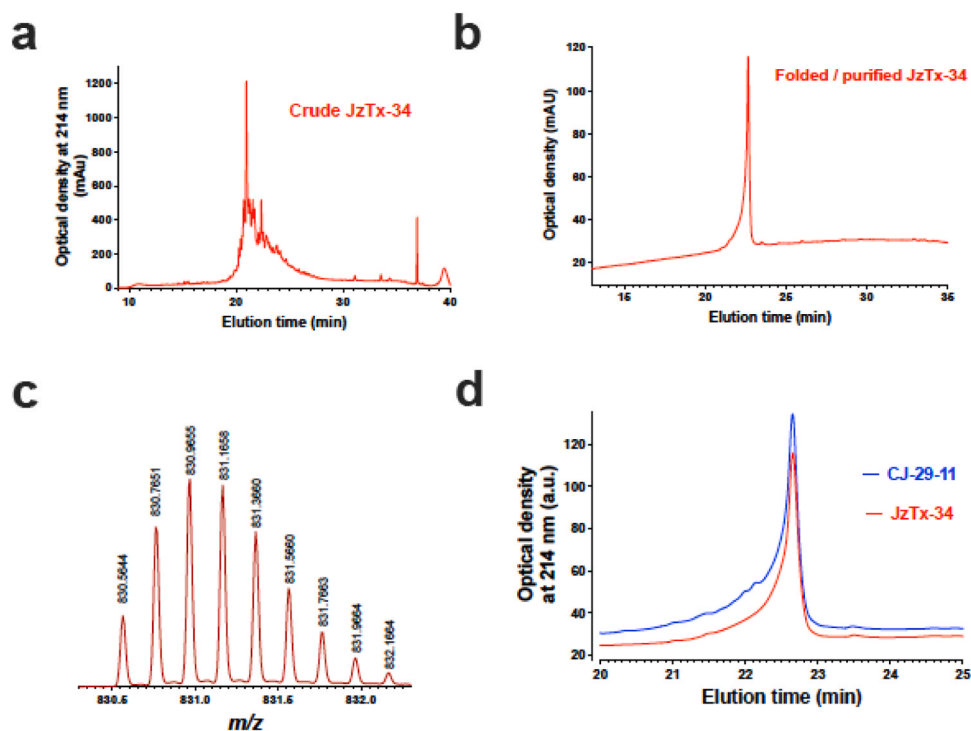 a
1200
1000
800
600
400
200
0
Optical density at 214 nm
(mAu)
Crude JzTx-34
10 20 30 40
Elution time (min)
b
120
100
80
60
40
20
Optical density (mAU)
Folded / purified JzTx-34
15 20 25 30 35
Elution time (min)
c
830.5644
830.7651
830.9655
831.1658
831.3660
831.5660
831.7663
831.9664
832.1664
830.6 831.0 831.6 832.0
m/z
d
120
100
80
60
40
20
Optical density
at 214 nm (a.u.)
CJ-29-11
JzTx-34
20 21 22 23 24 25
Elution time (min)